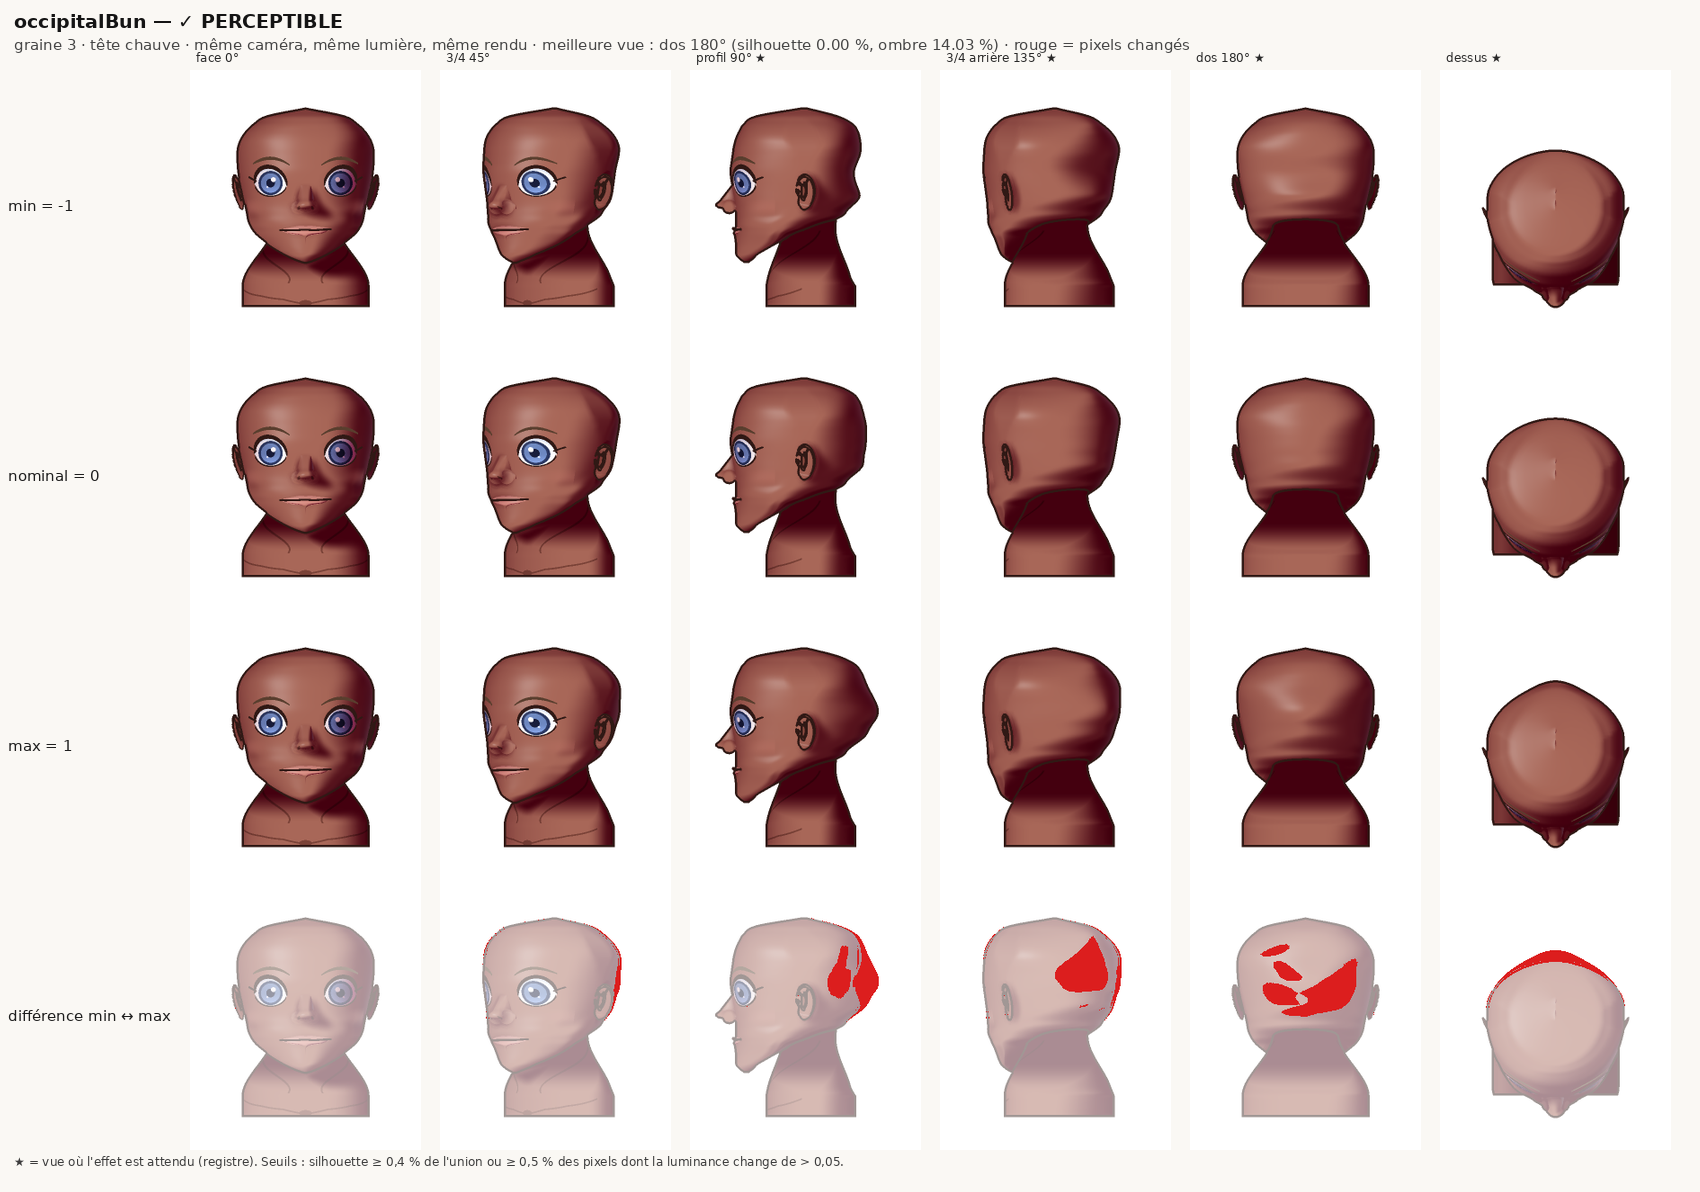 occipitalBun — ✓ PERCEPTIBLE
graine 3 · tête chauve · même caméra, même lumière, même rendu · meilleure vue : dos 180° (silhouette 0.00 %, ombre 14.03 %) · rouge = pixels changés
face 0° 3/4 45° profil 90° ★ 3/4 arrière 135° ★ dos 180° ★ dessus ★
min = -1
nominal = 0
max = 1
différence min ↔ max
★ = vue où l'effet est attendu (registre). Seuils : silhouette ≥ 0,4 % de l'union ou ≥ 0,5 % des pixels dont la luminance change de > 0,05.